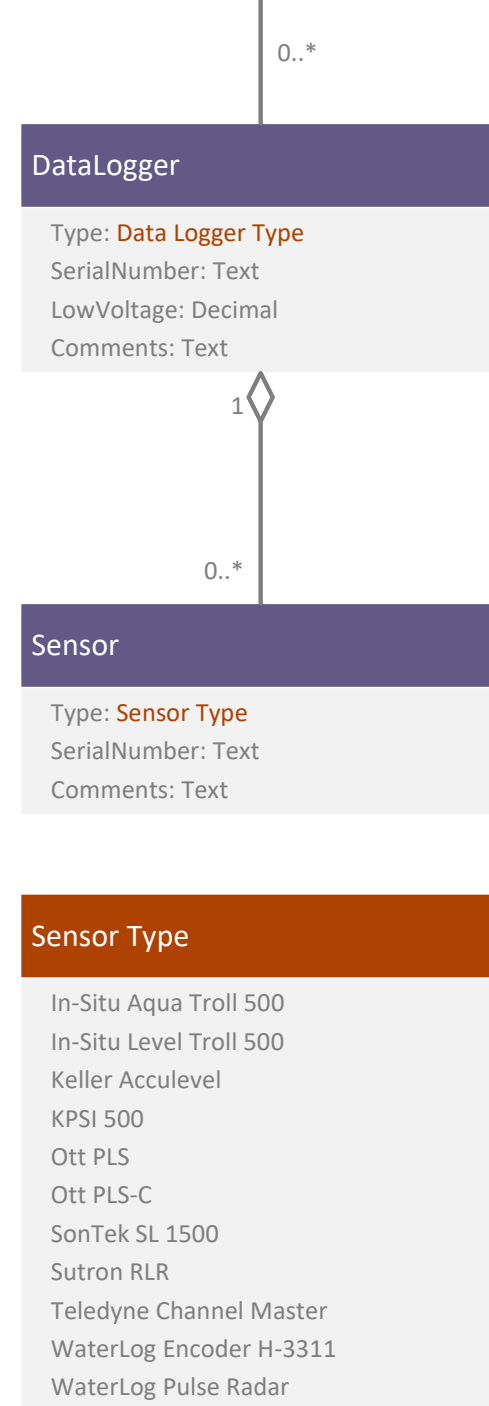 0..*
DataLogger
Type: Data Logger Type
SerialNumber: Text
LowVoltage: Decimal
Comments: Text
1
0..*
Sensor
Type: Sensor Type
SerialNumber: Text
Comments: Text
Sensor Type
In-Situ Aqua Troll 500
In-Situ Level Troll 500
Keller Acculevel
KPSI 500
Ott PLS
Ott PLS-C
SonTek SL 1500
Sutron RLR
Teledyne Channel Master
WaterLog Encoder H-3311
WaterLog Pulse Radar